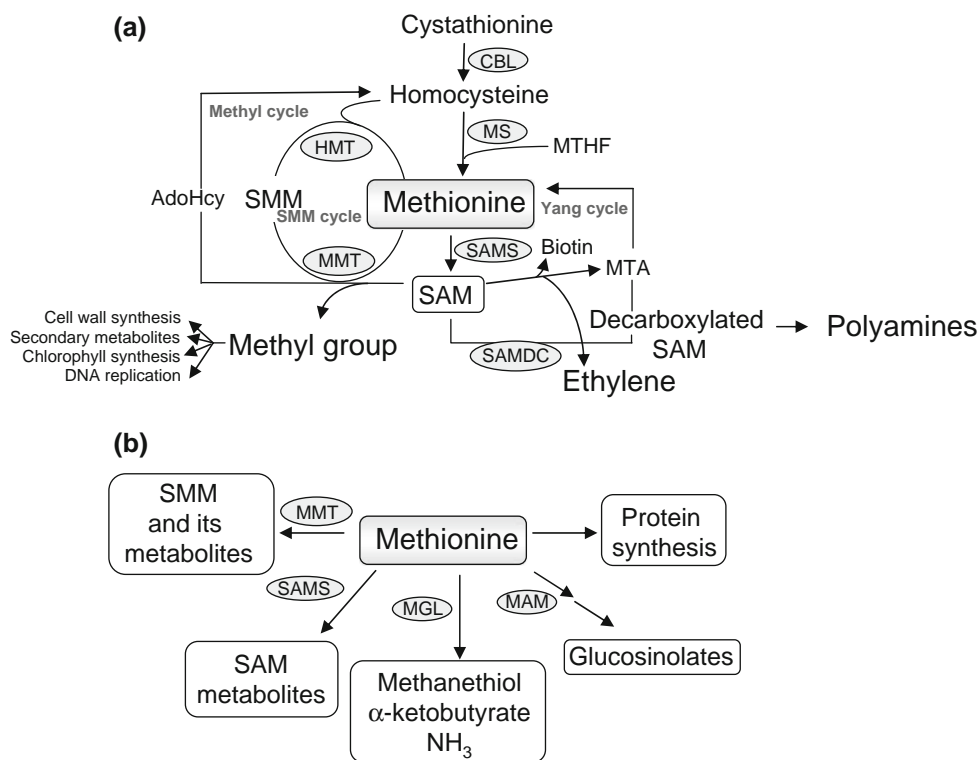 (a)
Cystathionine
CBL
Homocysteine
Methyl cycle
MS
MTHF
HMT
AdoHcy
SMM
SMM cycle
Methionine
Yang cycle
MMT
SAMS
Biotin
MTA
SAM
Cell wall synthesis
Secondary metabolites
Chlorophyll synthesis
DNA replication
Methyl group
SAMDC
Decarboxylated
SAM
Polyamines
Ethylene
(b)
SMM
and its
metabolites
MMT
Methionine
Protein
synthesis
SAMS
MGL
MAM
SAM
metabolites
Methanethiol
α-ketobutyrate
NH₃
Glucosinolates